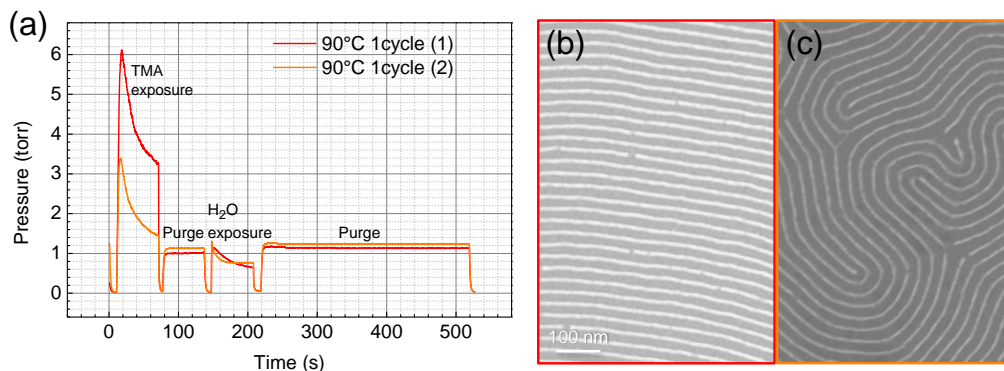 (a)
90°C 1cycle (1)
90°C 1cycle (2)
TMA
exposure
H₂O
Purge exposure
Purge
Pressure (torr)
6
5
4
3
2
1
0
0 100 200 300 400 500
Time (s)
(b)
100 nm
(c)